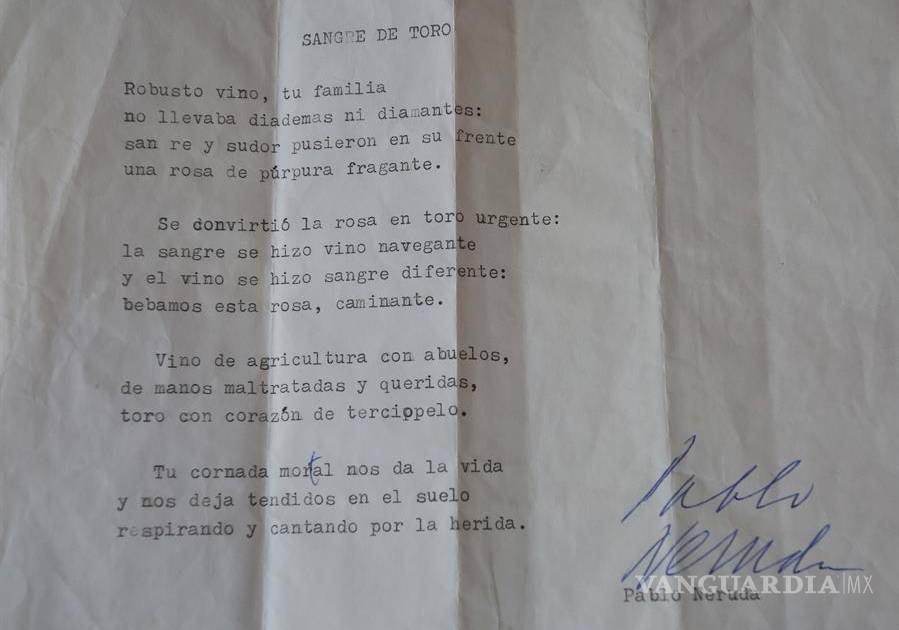 SANGRE DE TORO
Robusto vino, tu familia
no llevaba diademas ni diamantes:
san re y sudor pusieron en su frente
una rosa de púrpura fragante.
Se donvirtió la rosa en toro urgente:
la sangre se hizo vino navegante
y el vino se hizo sangre diferente:
bebamos esta rosa, caminante.
Vino de agricultura con abuelos,
de manos maltratadas y queridas,
toro con corazón de tercippelo.
Tu cornada mortal nos da la vida
y nos deja tendidos en el suelo
respirando y cantando por la herida.
Pablo
Neruda
VANGUARDIA|MX
Pablo Neruda